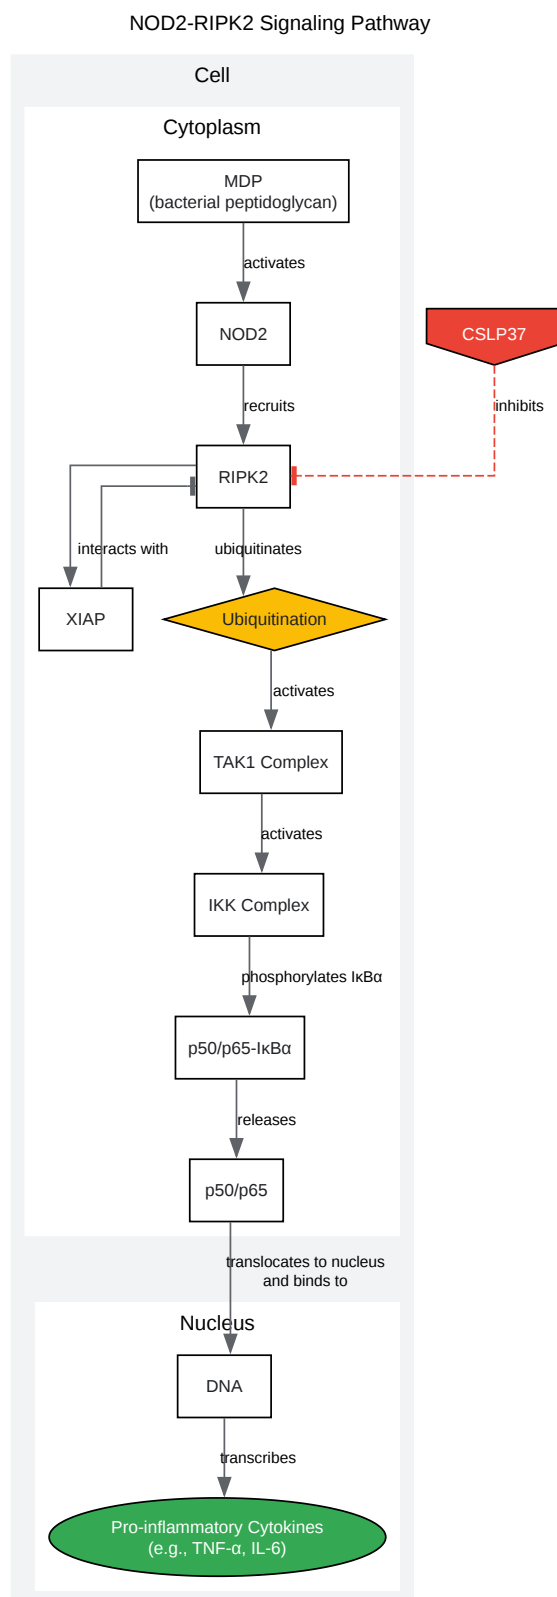 NOD2-RIPK2 Signaling Pathway
Cell
Cytoplasm
MDP
(bacterial peptidoglycan)
activates
NOD2
CSLP37
recruits
inhibits
RIPK2
interacts with
ubiquitinates
XIAP
Ubiquitination
activates
TAK1 Complex
activates
IKK Complex
phosphorylates IκBα
p50/p65-IκBα
releases
p50/p65
translocates to nucleus
and binds to
Nucleus
DNA
transcribes
Pro-inflammatory Cytokines
(e.g., TNF-α, IL-6)